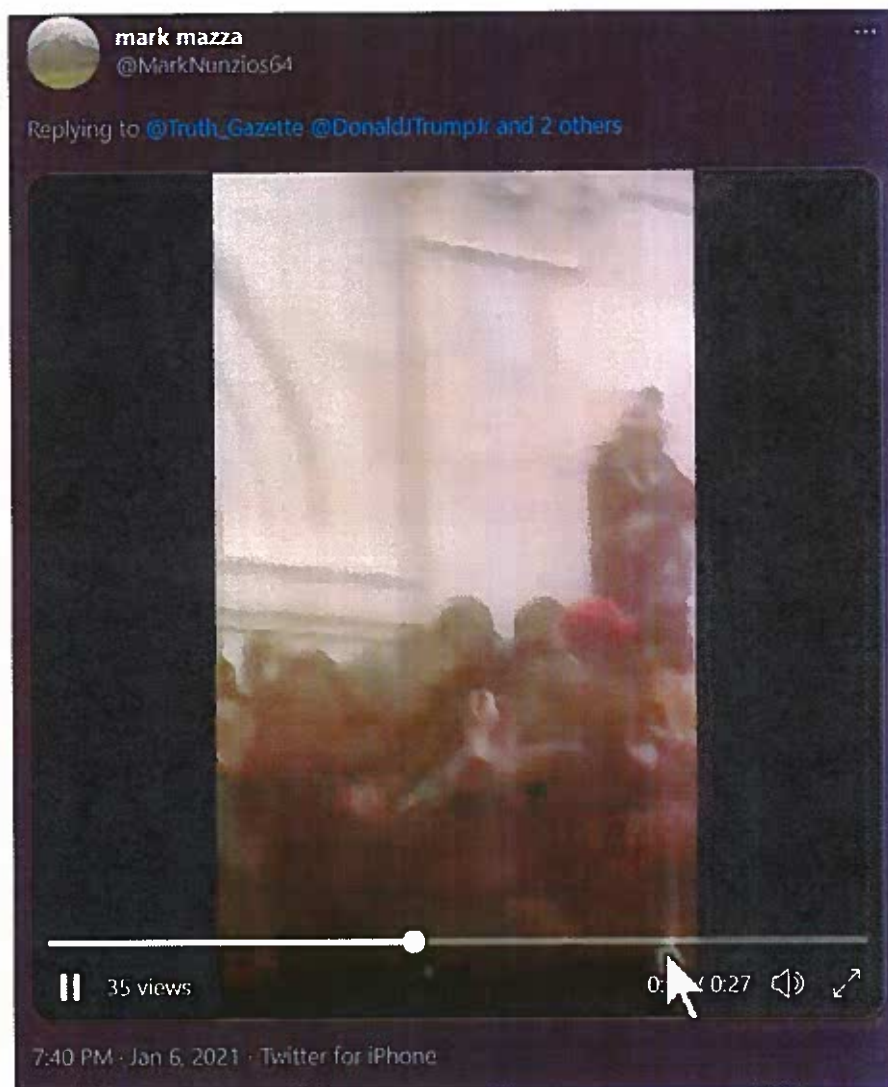 mark mazza
@MarkNunzios64
Replying to @Truth_Gazette @DonaldJTrumpJr and 2 others
35 views
/ 0:27
7:40 PM · Jan 6, 2021 · Twitter for iPhone